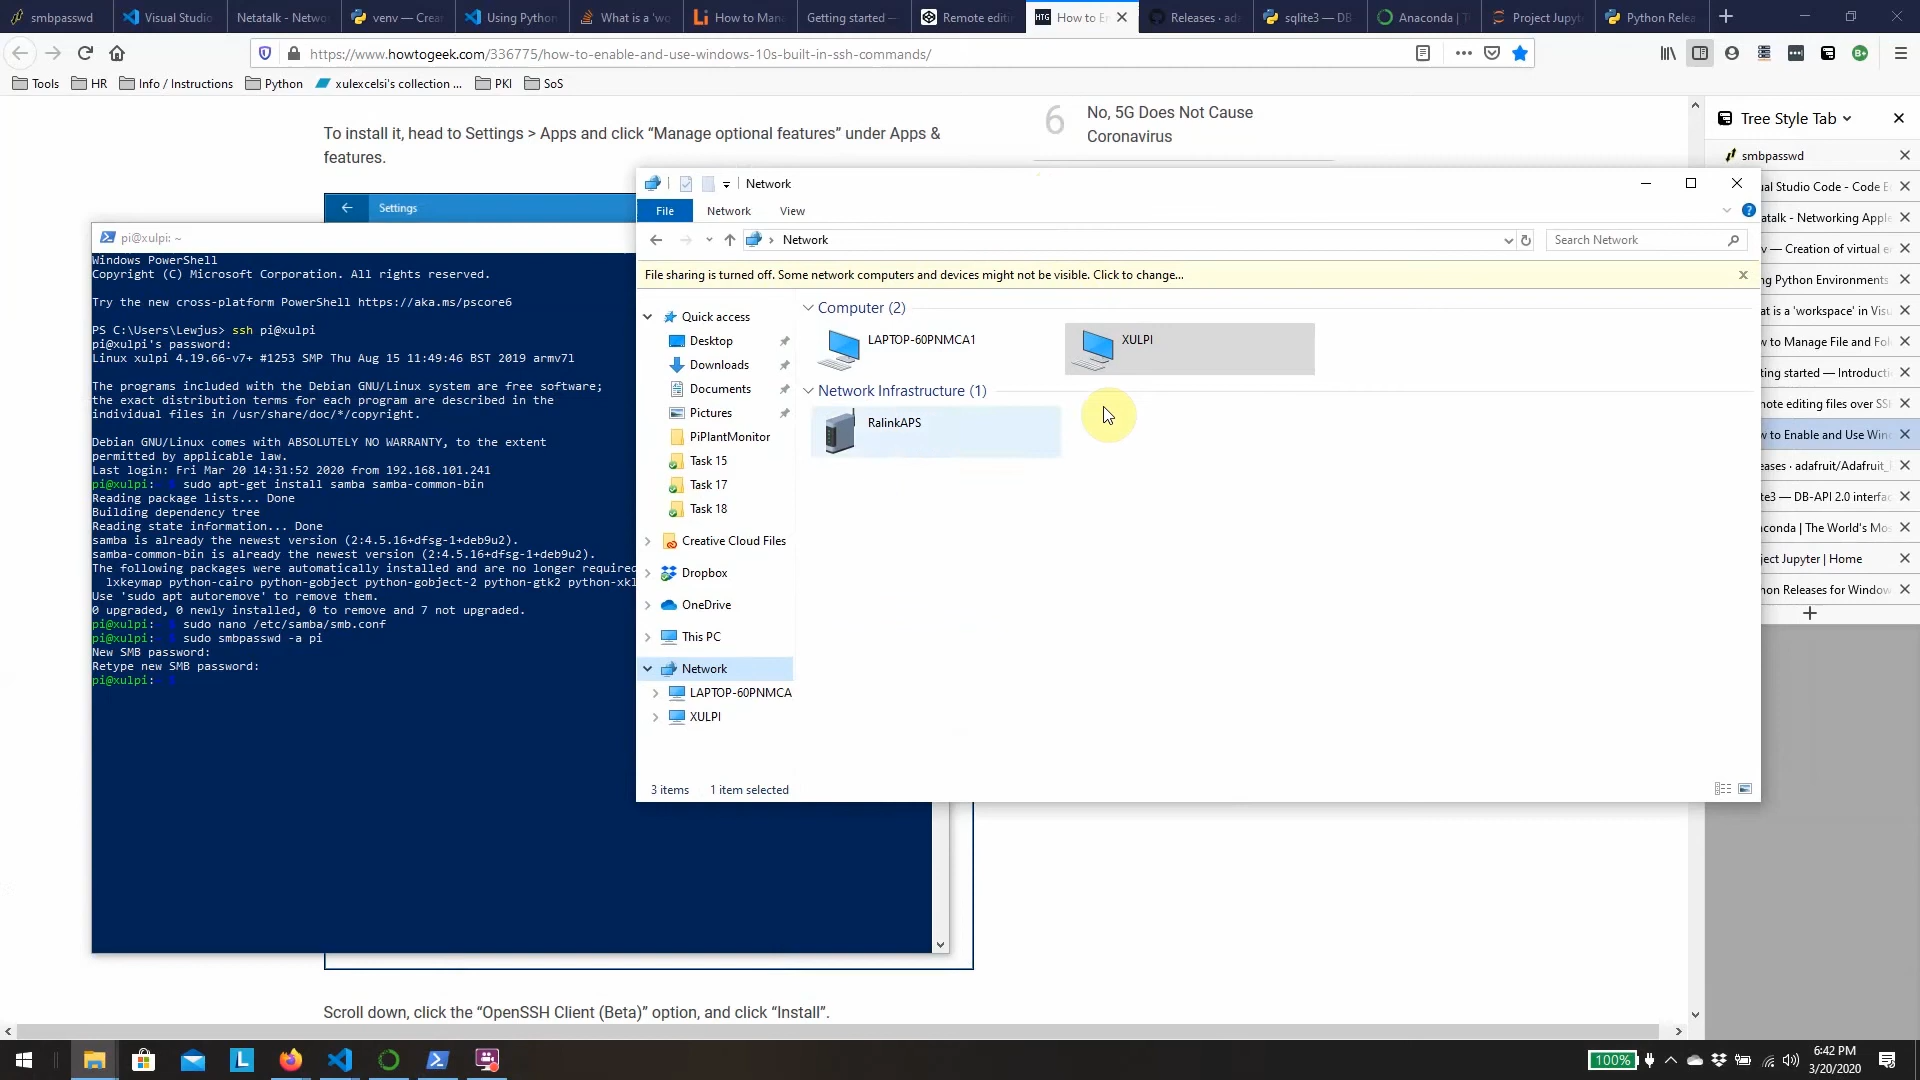 smbpasswd
Visual Studio
Netatalk - Netwo
venv — Crea
Using Python
What is a 'wo
How to Mana
Getting started —
Remote editi
How to E
Releases · ada
sqlite3 — DB
Anaconda | T
Project Jupyt
Python Relea
https://www.howtogeek.com/336775/how-to-enable-and-use-windows-10s-built-in-ssh-commands/
Tools
HR
Info / Instructions
Python
xulexcelsi's collection ...
PKI
SoS
To install it, head to Settings > Apps and click “Manage optional features” under Apps &
features.
6
No, 5G Does Not Cause
Coronavirus
Settings
pi@xulpi: ~
Windows PowerShell
Copyright (C) Microsoft Corporation. All rights reserved.
Try the new cross-platform PowerShell https://aka.ms/pscore6
PS C:\Users\Lewjus> ssh pi@xulpi
pi@xulpi's password:
Linux xulpi 4.19.66-v7+ #1253 SMP Thu Aug 15 11:49:46 BST 2019 armv7l
The programs included with the Debian GNU/Linux system are free software;
the exact distribution terms for each program are described in the
individual files in /usr/share/doc/*/copyright.
Debian GNU/Linux comes with ABSOLUTELY NO WARRANTY, to the extent
permitted by applicable law.
Last login: Fri Mar 20 14:31:52 2020 from 192.168.101.241
pi@xulpi: sudo apt-get install samba samba-common-bin
Reading package lists... Done
Building dependency tree
Reading state information... Done
samba is already the newest version (2:4.5.16+dfsg-1+deb9u2).
samba-common-bin is already the newest version (2:4.5.16+dfsg-1+deb9u2).
The following packages were automatically installed and are no longer required
lxkeymap python-cairo python-gobject python-gobject-2 python-gtk2 python-xkl
Use 'sudo apt autoremove' to remove them.
0 upgraded, 0 newly installed, 0 to remove and 7 not upgraded.
pi@xulpi: sudo nano /etc/samba/smb.conf
pi@xulpi: sudo smbpasswd -a pi
New SMB password:
Retype new SMB password:
pi@xulpi:
Network
File
Network
View
Network
Search Network
File sharing is turned off. Some network computers and devices might not be visible. Click to change...
Quick access
Desktop
Downloads
Documents
Pictures
PiPlantMonitor
Task 15
Task 17
Task 18
Creative Cloud Files
Dropbox
OneDrive
This PC
Network
LAPTOP-60PNMCA
XULPI
Computer (2)
LAPTOP-60PNMCA1
XULPI
Network Infrastructure (1)
RalinkAPS
3 items
1 item selected
Tree Style Tab
smbpasswd
al Studio Code - Code E
atalk - Networking Apple
v — Creation of virtual e
ng Python Environments
at is a 'workspace' in Visu
w to Manage File and Fol
ting started — Introducti
note editing files over SS
w to Enable and Use Win
eases · adafruit/Adafruit_
te3 — DB-API 2.0 interfac
conda | The World's Mos
ject Jupyter | Home
hon Releases for Window
Scroll down, click the “OpenSSH Client (Beta)” option, and click “Install”.
100%
6:42 PM
3/20/2020